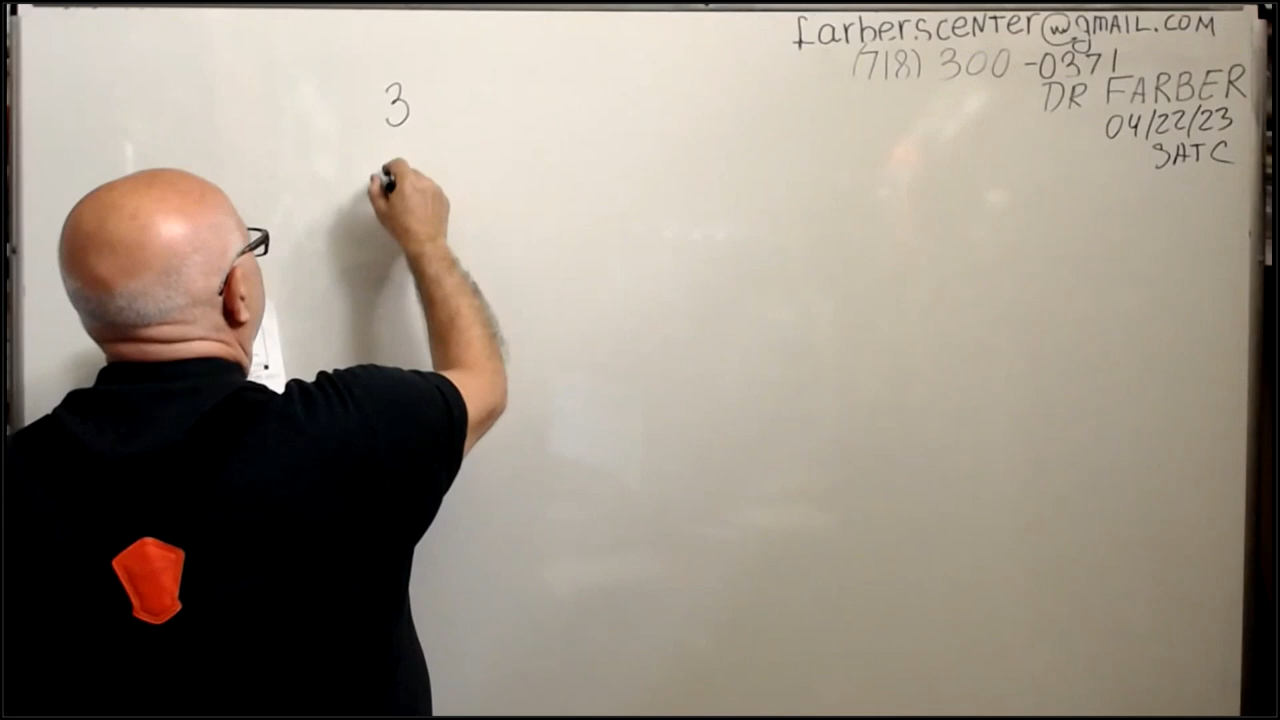 farberscenter@gmail.com
(718) 300-0371
DR FARBER
04/22/23
SATC
3